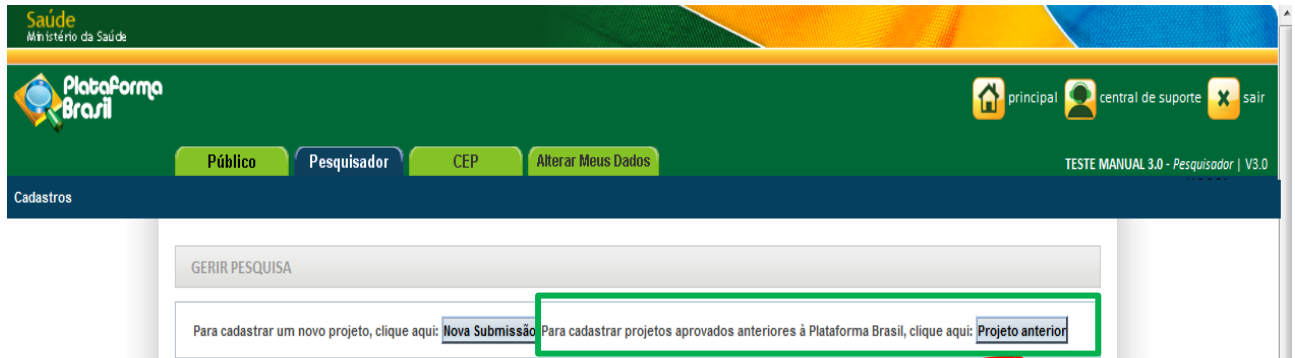 Saúde
Ministério da Saúde
Plataforma
Brasil
principal central de suporte sair
Público Pesquisador CEP Alterar Meus Dados
TESTE MANUAL 3.0 - Pesquisador | V3.0
Cadastros
GERIR PESQUISA
Para cadastrar um novo projeto, clique aqui: Nova Submissão Para cadastrar projetos aprovados anteriores à Plataforma Brasil, clique aqui: Projeto anterior